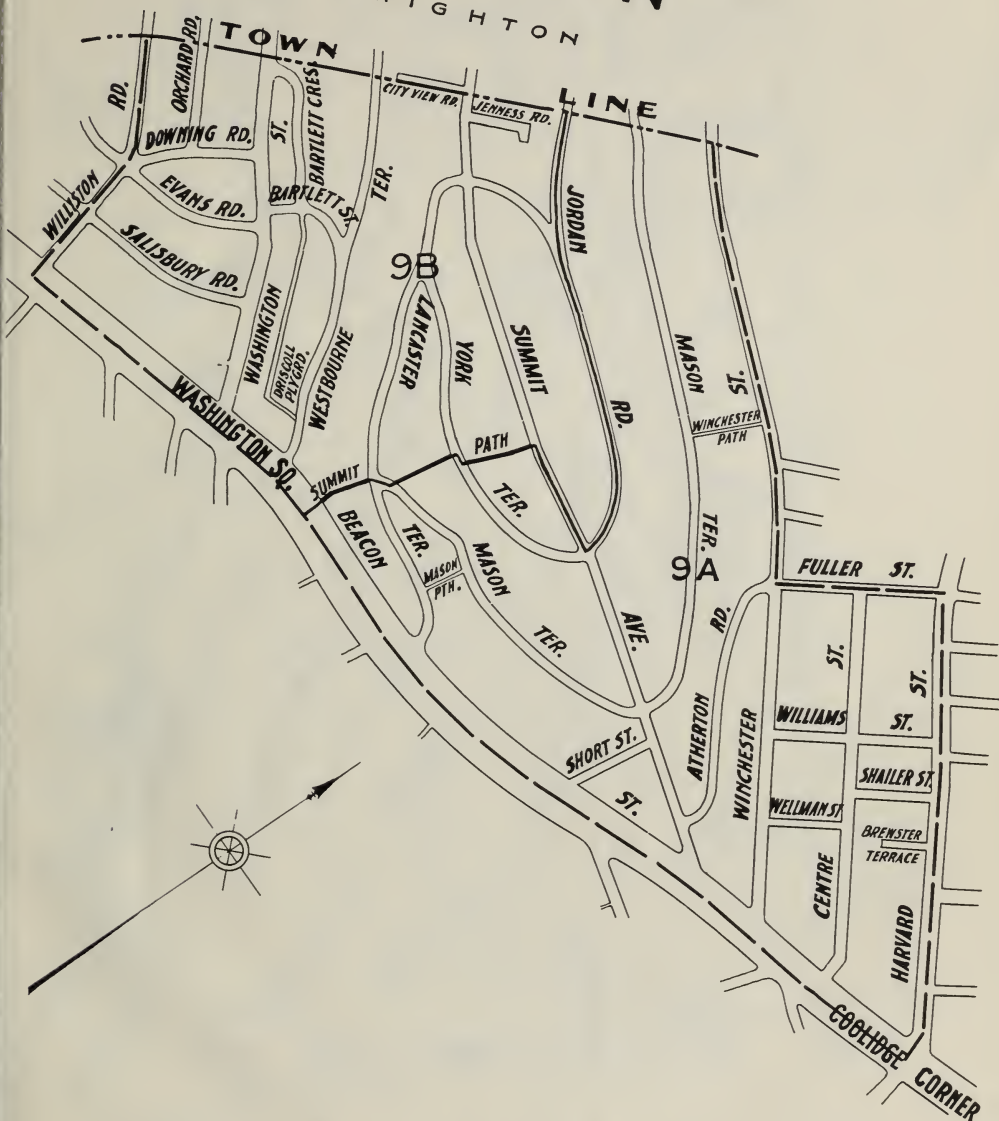 IGHTON
TOWN LINE
RD.
ORCHARD RD.
DOWNING RD.
ST.
BARTLETT CRES.
BARTLETT ST.
TER.
CITY VIEW RD.
JENNESS RD.
WILLISTON
EVANS RD.
SALISBURY RD.
9B
JORDAN
WASHINGTON
DRISCOLL
PLYGRD.
WESTBOURNE
LANCASTER
YORK
SUMMIT
MASON
ST.
RD.
WINCHESTER
PATH
WASHINGTON SQ.
SUMMIT PATH
BEACON
TER.
TER.
MASON
PTH.
MASON
TER.
TER.
9A
FULLER ST.
AVE.
RD.
ST.
ST.
ATHERTON
WINCHESTER
WILLIAMS ST.
SHORT ST.
ST.
SHAILER ST.
WELLMAN ST.
BREWSTER
TERRACE
CENTRE
HARVARD
COOLIDGE CORNER